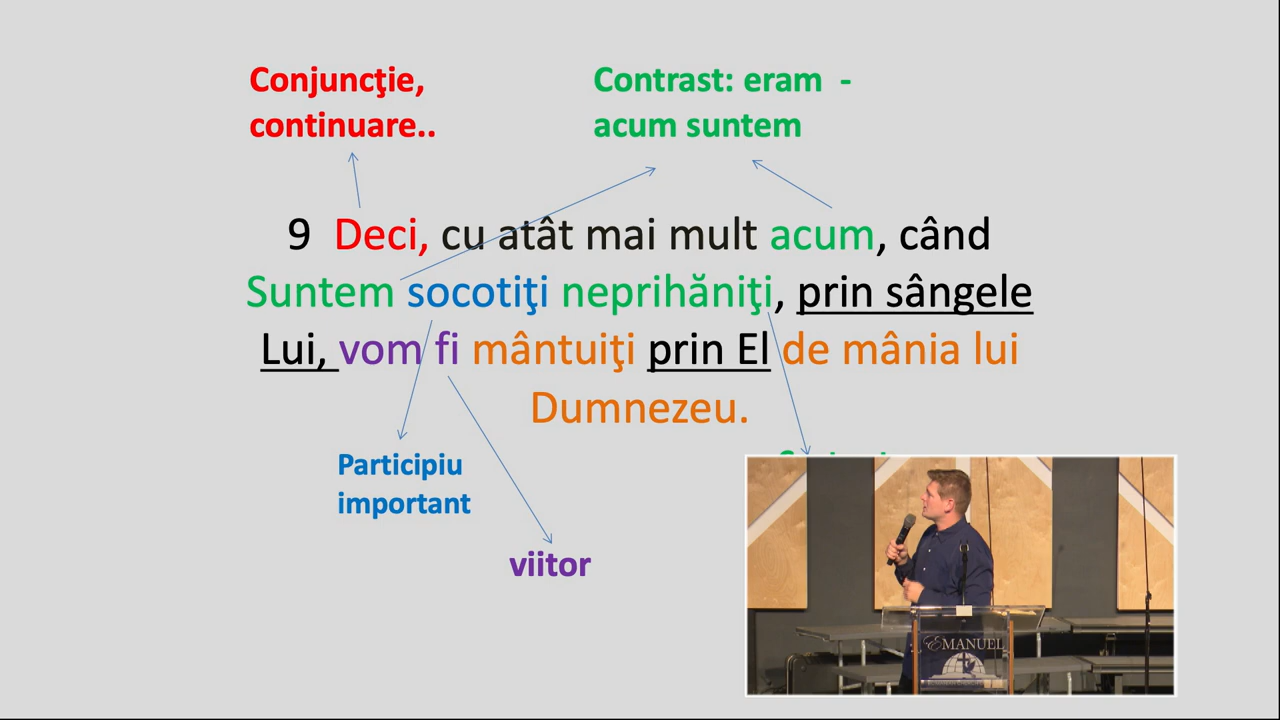 Conjuncţie,
continuare..
Contrast: eram -
acum suntem
9 Deci, cu atât mai mult acum, când
Suntem socotiţi neprihăniţi, prin sângele
Lui, vom fi mântuiţi prin El de mânia lui
Dumnezeu.
Participiu
important
viitor
EMANUEL